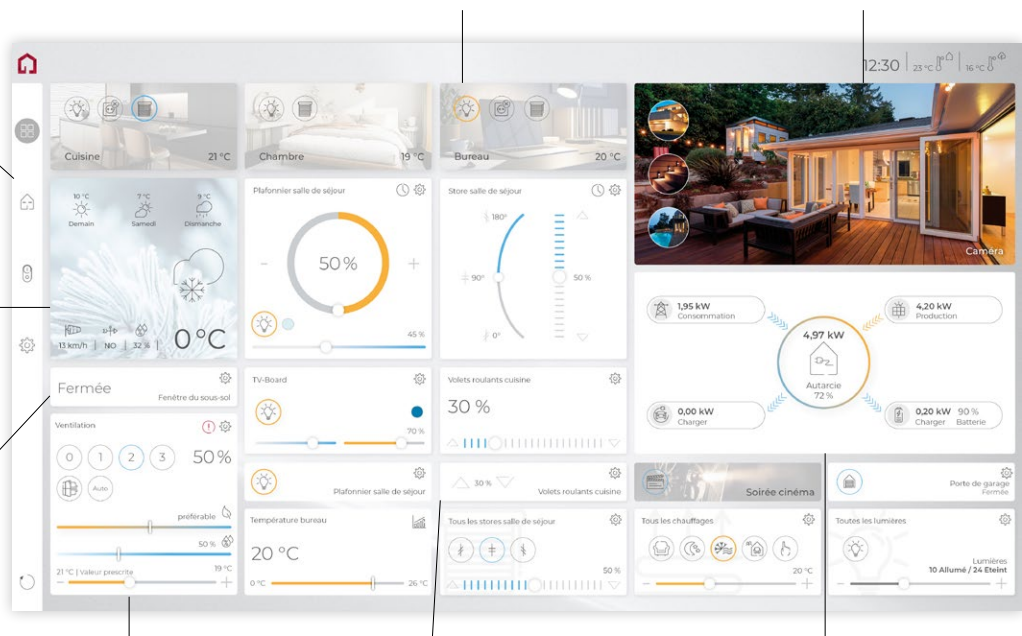 12:30 23 °C 16 °C
Cuisine 21 °C
Chambre 19 °C
Bureau 20 °C
Caméra
10 °C 7 °C 9 °C
Demain Samedi Dismanche
13 km/h NO 32 % 0 °C
Plafonnier salle de séjour
- 50 % +
45 %
Store salle de séjour
180°
90°
0°
50 %
1,95 kW
Consommation
4,20 kW
Production
4,97 kW
Autarcie
72 %
0,00 kW
Charger
0,20 kW 90 %
Charger Batterie
Fermée
Fenêtre du sous-sol
TV-Board
70 %
Volets roulants cuisine
30 %
Ventilation
0 1 2 3 50 %
Auto
préférable
50 %
21 °C | Valeur prescrite 19 °C
- +
Plafonnier salle de séjour
30 %
Volets roulants cuisine
Soirée cinéma
Porte de garage
Fermée
Température bureau
20 °C
0 °C 26 °C
Tous les stores salle de séjour
50 %
Tous les chauffages
20 °C
- +
Toutes les lumières
Lumières
10 Allumé / 24 Eteint
- +